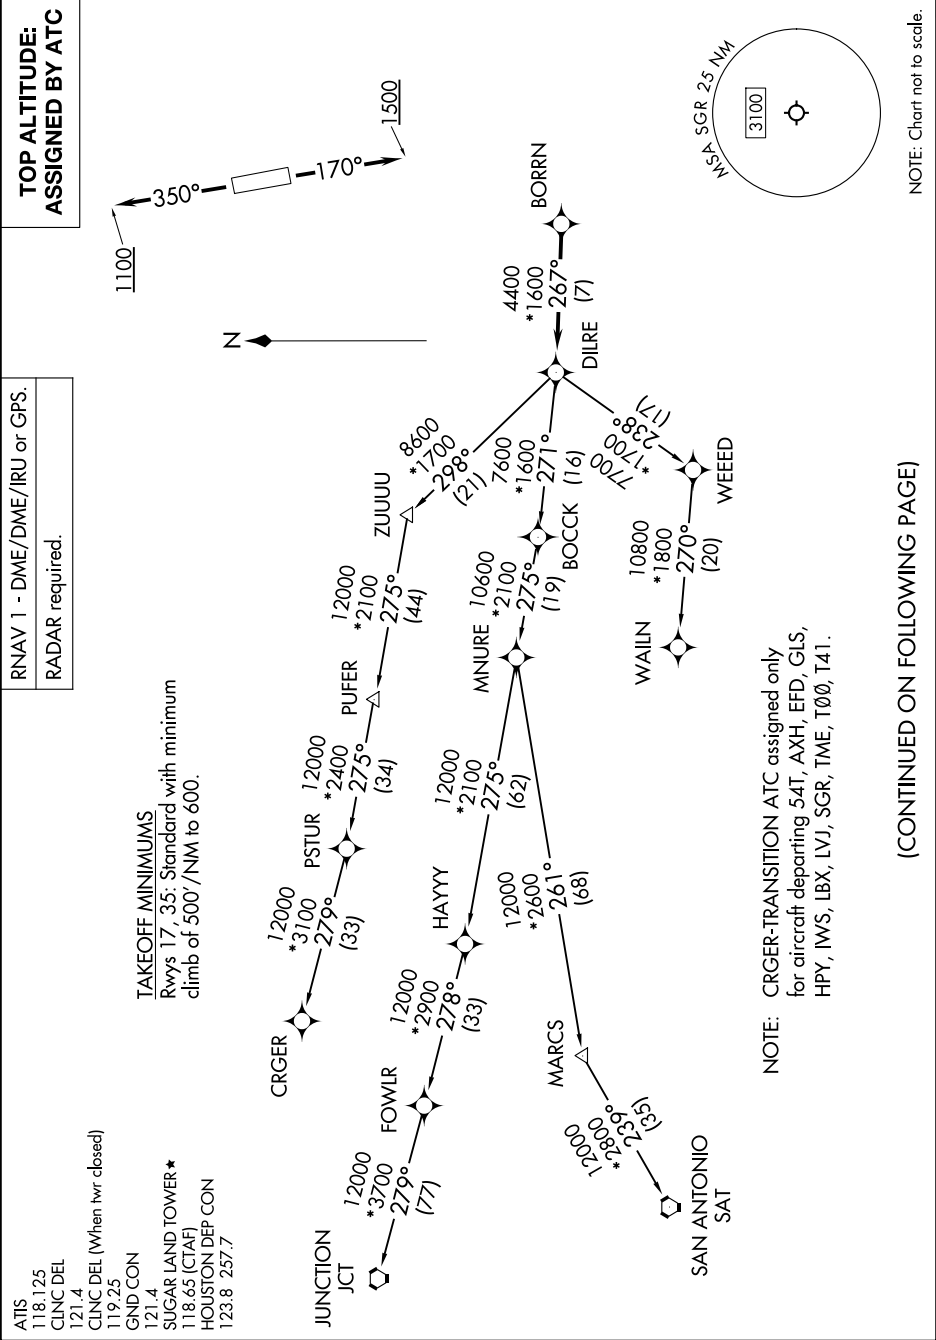 ATIS
118.125
CLNC DEL
121.4
CLNC DEL (When twr closed)
119.25
GND CON
121.4
SUGAR LAND TOWER★
118.65 (CTAF)
HOUSTON DEP CON
123.8 257.7
RNAV 1 - DME/DME/IRU or GPS.
RADAR required.
TOP ALTITUDE:
ASSIGNED BY ATC
TAKEOFF MINIMUMS
Rwys 17, 35: Standard with minimum
climb of 500'/NM to 600.
1100
350°
170°
1500
N
CRGER
12000
*3100
279°
(33)
PSTUR
12000
*2400
275°
(34)
PUFER
12000
*2100
275°
(44)
ZUUUU
8600
*1700
298°
(21)
JUNCTION
JCT
12000
*3700
279°
(77)
FOWLR
12000
*2900
278°
(33)
HAYYY
12000
*2100
275°
(62)
MNURE
10600
*2100
275°
(19)
BOCCK
7600
*1600
271°
(16)
DILRE
4400
*1600
267°
(7)
BORRN
SAN ANTONIO
SAT
12000
*2800
239°
(35)
MARCS
12000
*2600
261°
(68)
WAILN
10800
*1800
270°
(20)
WEEED
7700
*1700
238°
(17)
MSA SGR 25 NM
3100
NOTE: CRGER-TRANSITION ATC assigned only
for aircraft departing 54T, AXH, EFD, GLS,
HPY, IWS, LBX, LVJ, SGR, TME, TØØ, T41.
(CONTINUED ON FOLLOWING PAGE)
NOTE: Chart not to scale.